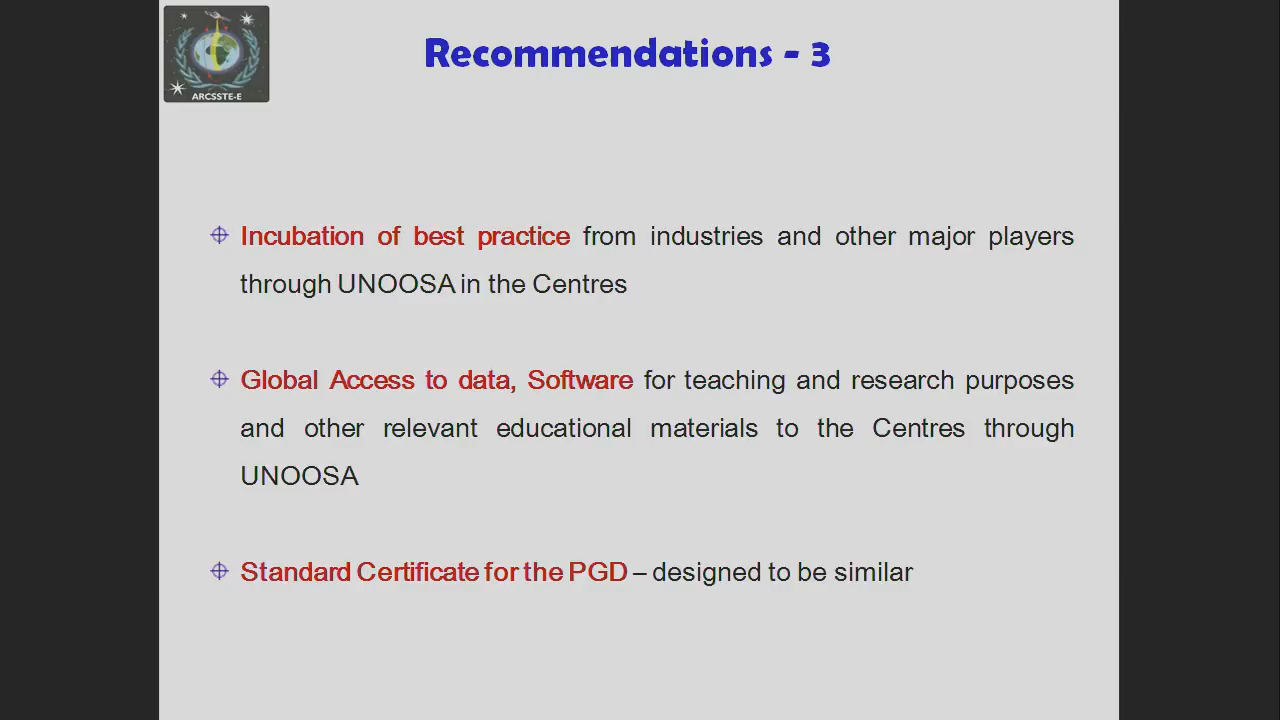 ARCSSTE-E
Recommendations - 3
Incubation of best practice from industries and other major players
through UNOOSA in the Centres
Global Access to data, Software for teaching and research purposes
and other relevant educational materials to the Centres through
UNOOSA
Standard Certificate for the PGD – designed to be similar